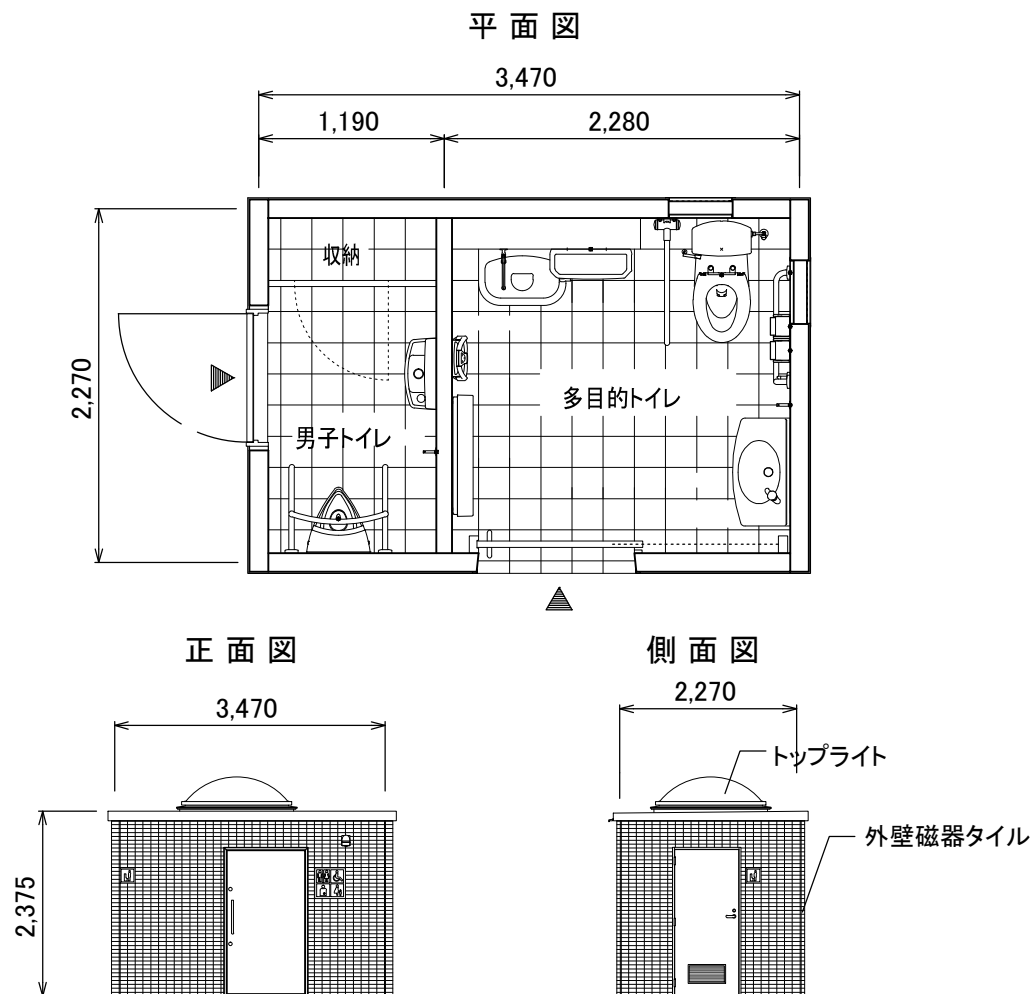 平面図
3,470
1,190
2,280
収納
2,270
多目的トイレ
男子トイレ
正面図
側面図
3,470
2,270
トップライト
外壁磁器タイル
2,375